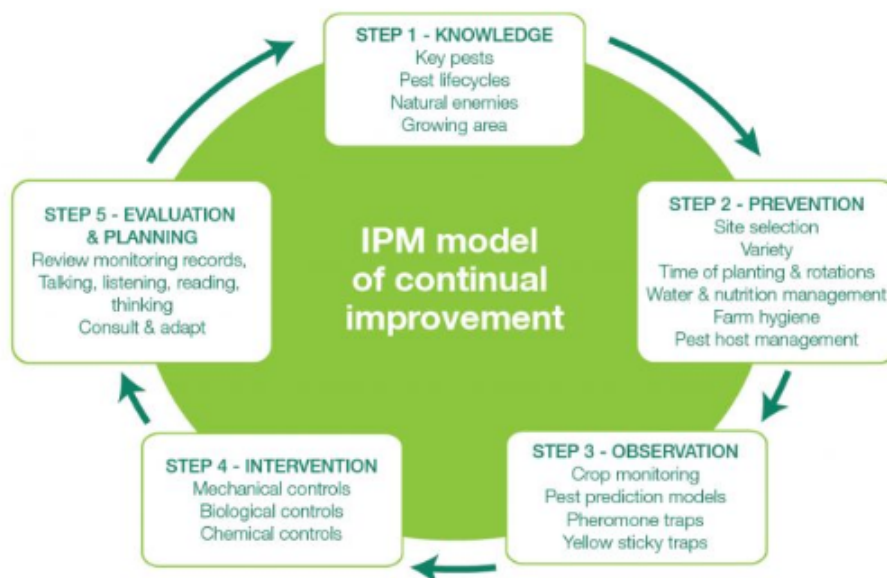 STEP 1 - KNOWLEDGE
Key pests
Pest lifecycles
Natural enemies
Growing area
STEP 2 - PREVENTION
Site selection
Variety
Time of planting & rotations
Water & nutrition management
Farm hygiene
Pest host management
STEP 3 - OBSERVATION
Crop monitoring
Pest prediction models
Pheromone traps
Yellow sticky traps
STEP 4 - INTERVENTION
Mechanical controls
Biological controls
Chemical controls
STEP 5 - EVALUATION
& PLANNING
Review monitoring records,
Talking, listening, reading,
thinking
Consult & adapt
IPM model
of continual
improvement